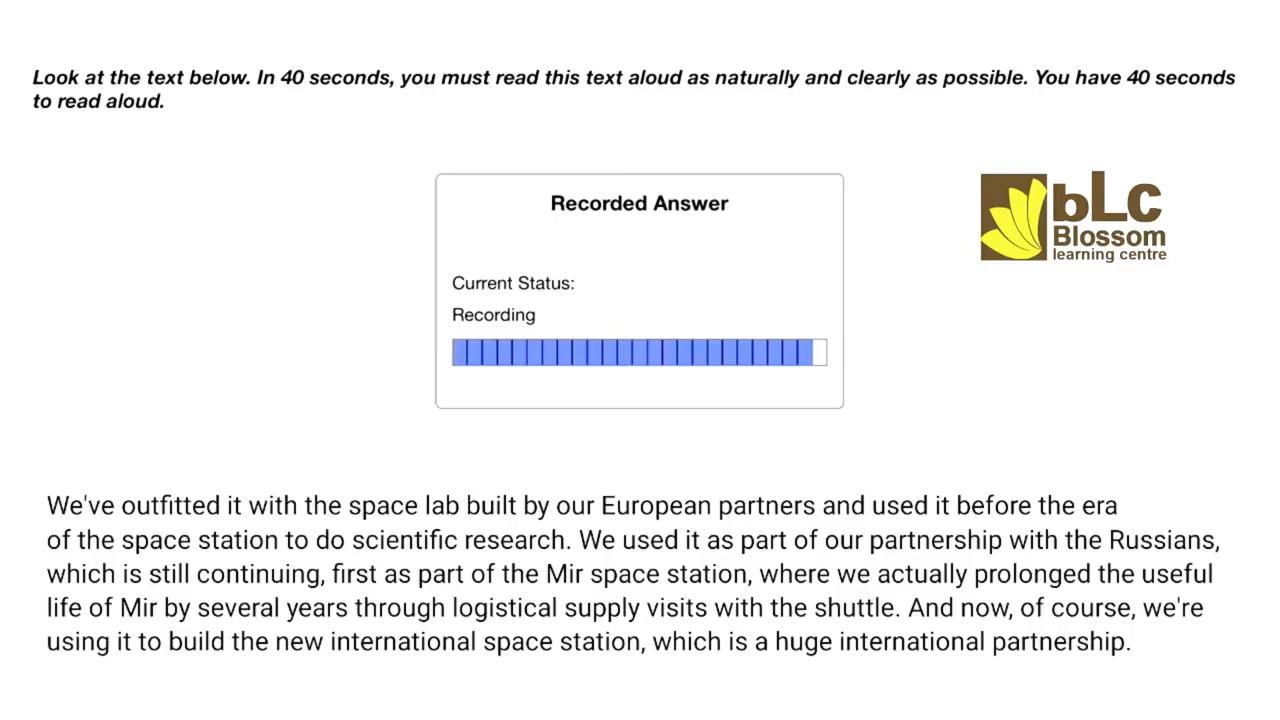 Look at the text below. In 40 seconds, you must read this text aloud as naturally and clearly as possible. You have 40 seconds
to read aloud.
Recorded Answer
bLc
Blossom
learning centre
Current Status:
Recording
We've outfitted it with the space lab built by our European partners and used it before the era
of the space station to do scientific research. We used it as part of our partnership with the Russians,
which is still continuing, first as part of the Mir space station, where we actually prolonged the useful
life of Mir by several years through logistical supply visits with the shuttle. And now, of course, we're
using it to build the new international space station, which is a huge international partnership.